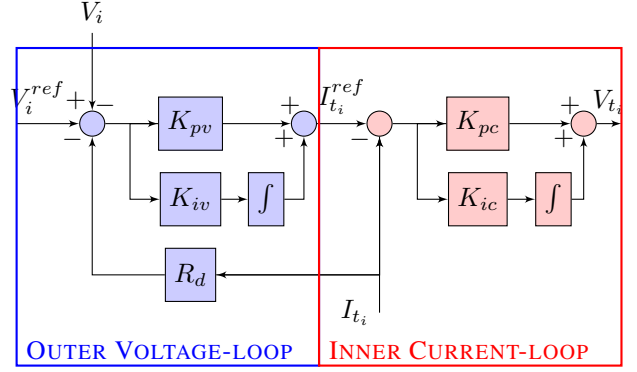 V_i
V_i^{ref}
+
−
−
K_{pv}
+
+
I_{t_i}^{ref}
−
K_{pc}
+
+
V_{t_i}
K_{iv}
∫
K_{ic}
∫
R_d
I_{t_i}
OUTER VOLTAGE-LOOP
INNER CURRENT-LOOP